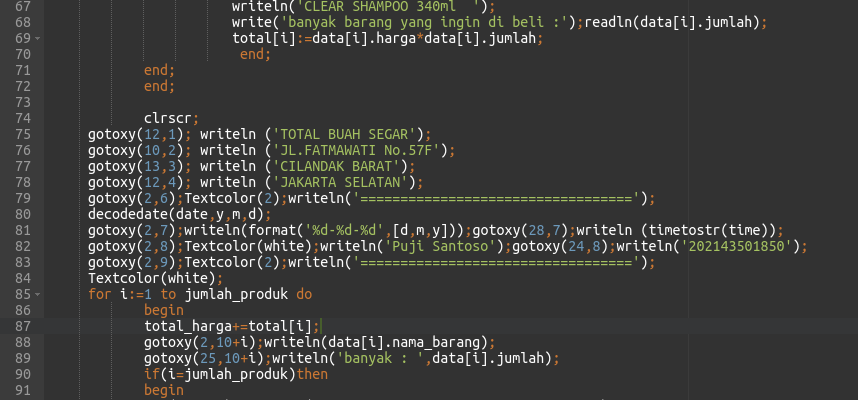 67 writeln('CLEAR SHAMPOO 340ml  ');
68 write('banyak barang yang ingin di beli :');readln(data[i].jumlah);
69 total[i]:=data[i].harga*data[i].jumlah;
70 end;
71 end;
72 end;
73
74 clrscr;
75 gotoxy(12,1); writeln ('TOTAL BUAH SEGAR');
76 gotoxy(10,2); writeln ('JL.FATMAWATI No.57F');
77 gotoxy(13,3); writeln ('CILANDAK BARAT');
78 gotoxy(12,4); writeln ('JAKARTA SELATAN');
79 gotoxy(2,6);Textcolor(2);writeln('==================================');
80 decodedate(date,y,m,d);
81 gotoxy(2,7);writeln(format('%d-%d-%d',[d,m,y]));gotoxy(28,7);writeln (timetostr(time));
82 gotoxy(2,8);Textcolor(white);writeln('Puji Santoso');gotoxy(24,8);writeln('202143501850');
83 gotoxy(2,9);Textcolor(2);writeln('==================================');
84 Textcolor(white);
85 for i:=1 to jumlah_produk do
86 begin
87 total_harga+=total[i];
88 gotoxy(2,10+i);writeln(data[i].nama_barang);
89 gotoxy(25,10+i);writeln('banyak : ',data[i].jumlah);
90 if(i=jumlah_produk)then
91 begin